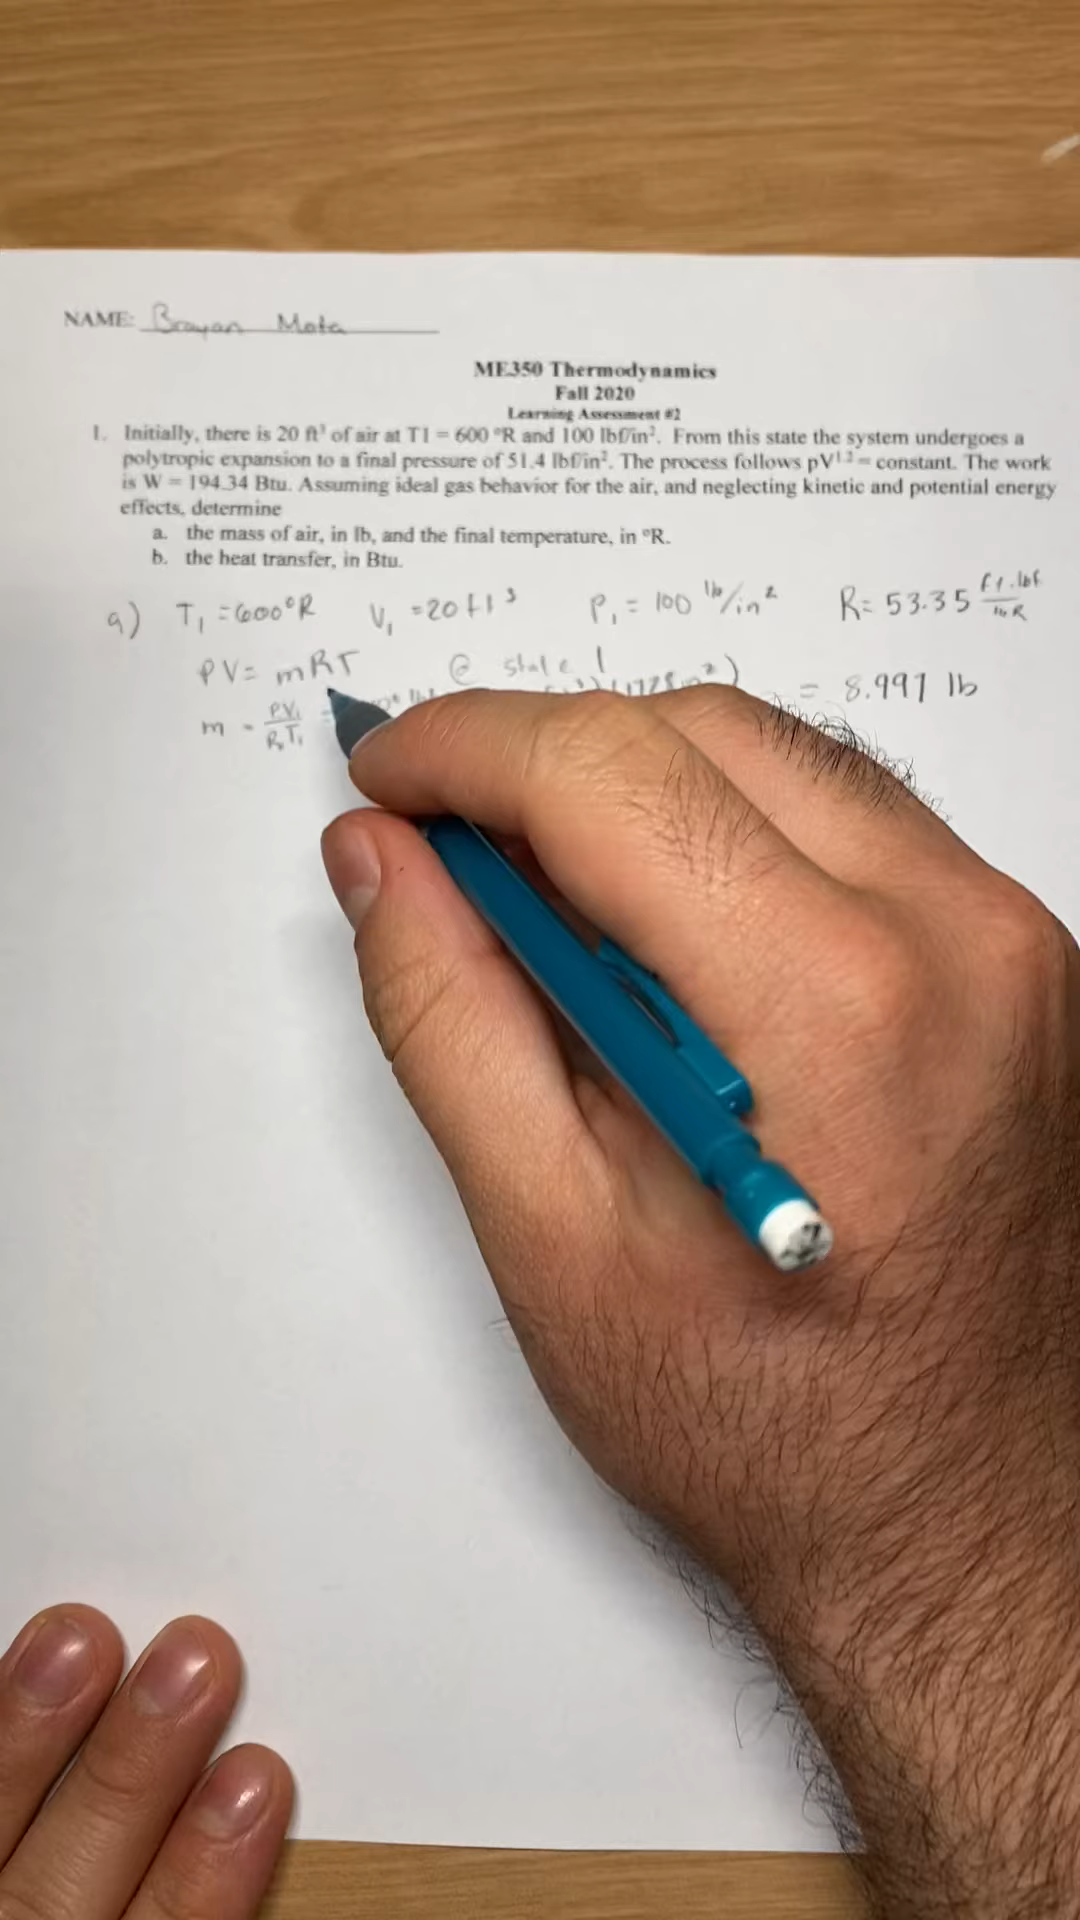 NAME: Brayan Mota
ME350 Thermodynamics
Fall 2020
Learning Assessment #2
1. Initially, there is 20 ft³ of air at T1 = 600 °R and 100 lbf/in². From this state the system undergoes a
polytropic expansion to a final pressure of 51.4 lbf/in². The process follows pV¹·² = constant. The work
is W = 194.34 Btu. Assuming ideal gas behavior for the air, and neglecting kinetic and potential energy
effects, determine
a. the mass of air, in lb, and the final temperature, in °R.
b. the heat transfer, in Btu.
a) T₁ = 600°R V₁ = 20 ft³ P₁ = 100 lb/in² R = 53.35 ft.lbf/lb R
PV = mRT @ state 1
m = PV₁/R T₁ = = 8.997 lb